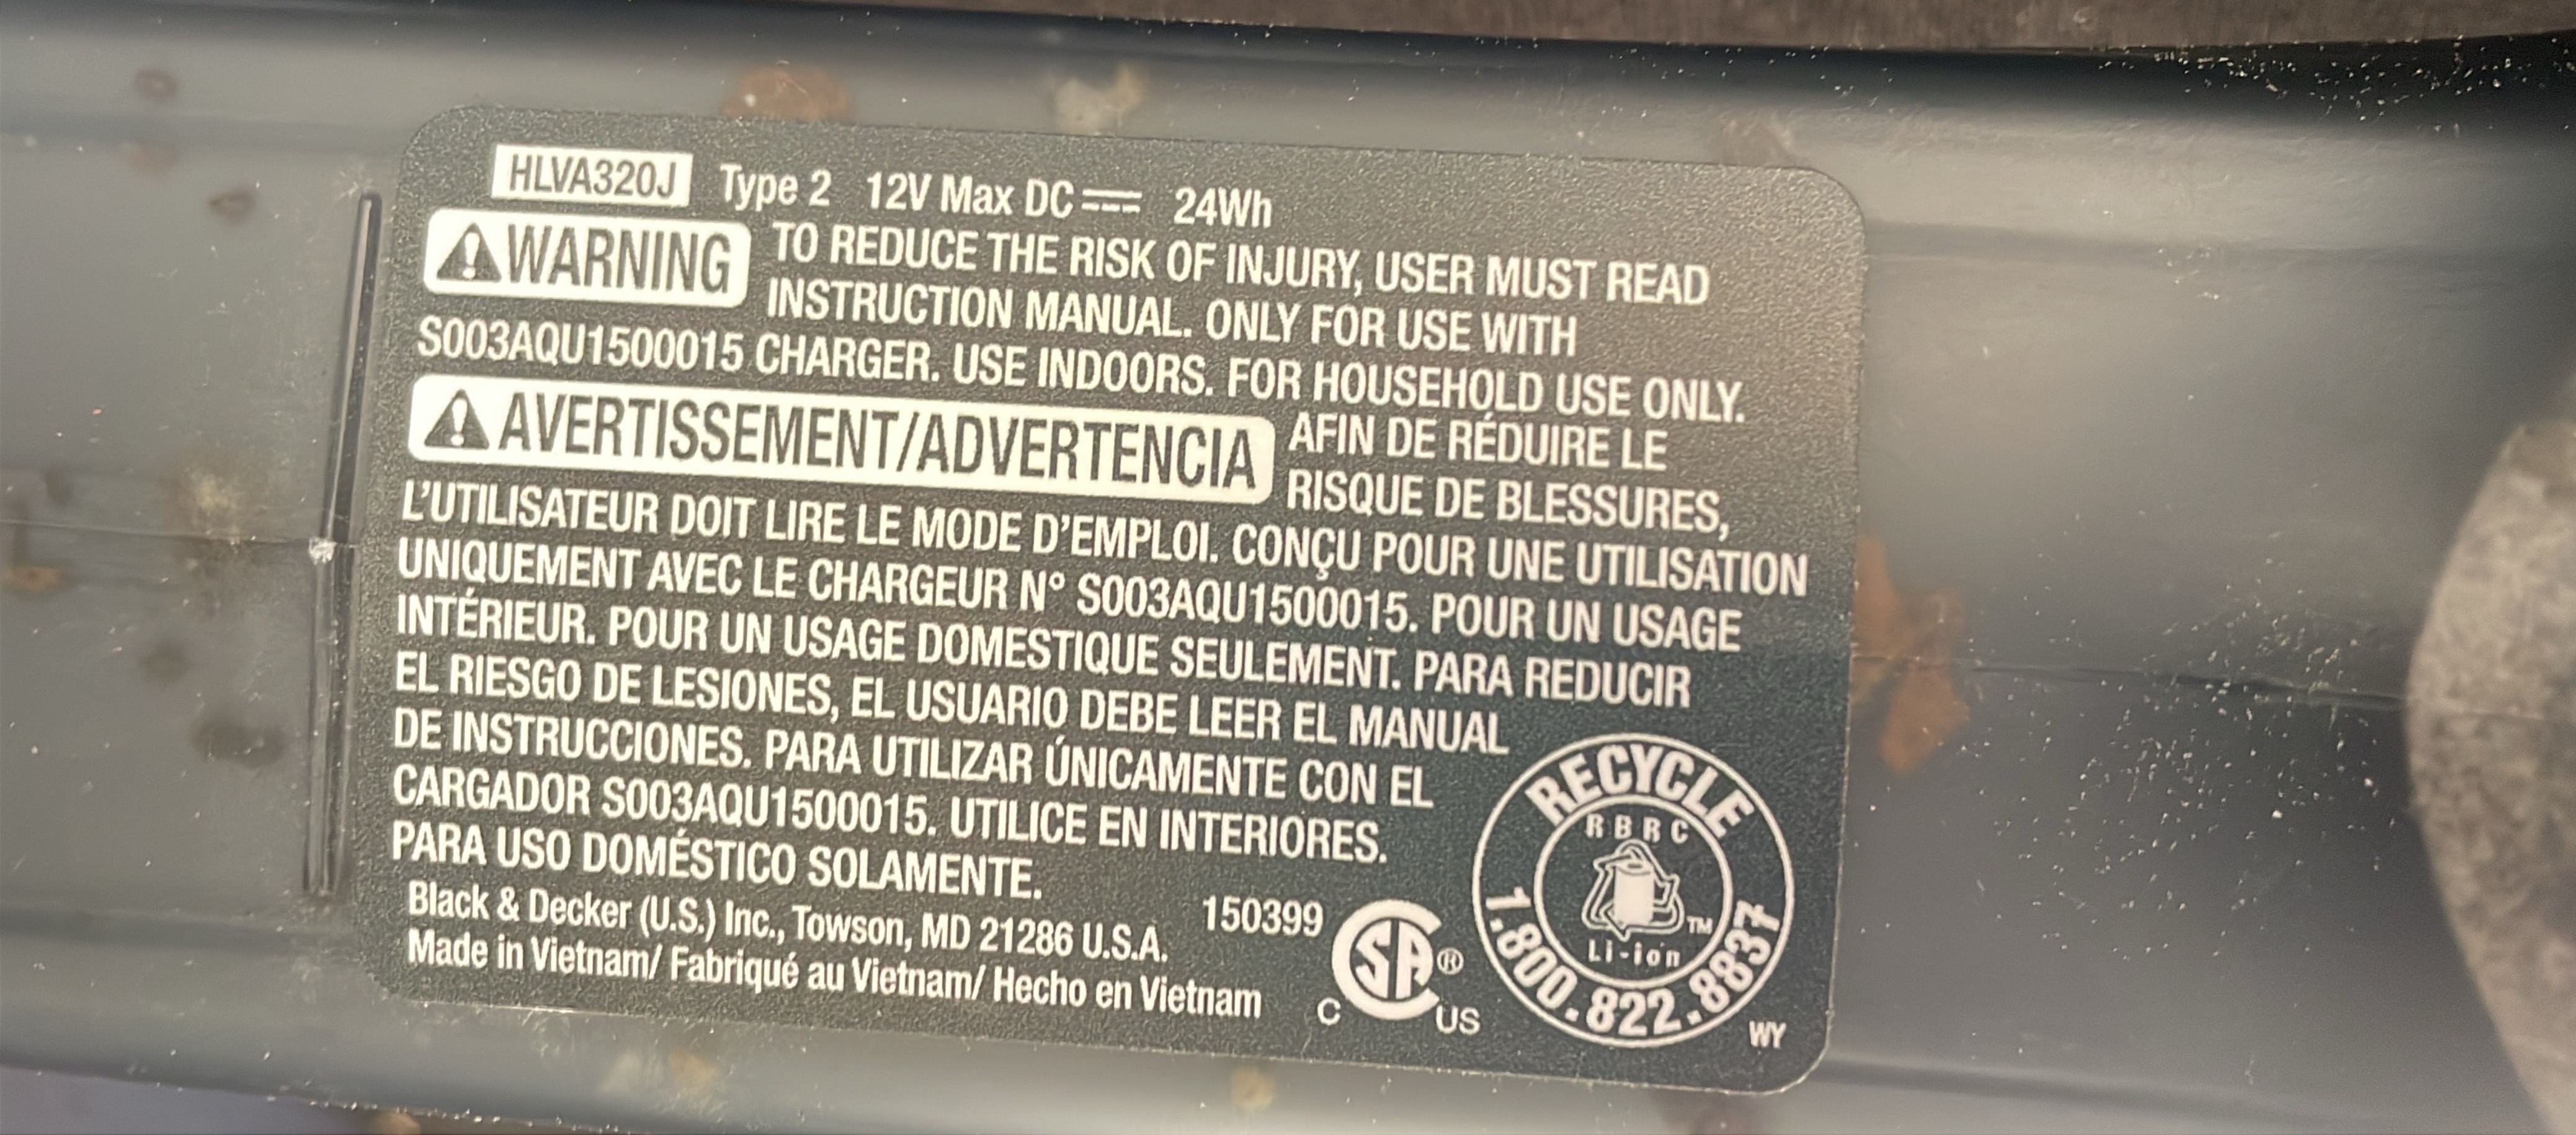 HLVA320J Type 2 12V Max DC 24Wh
WARNING TO REDUCE THE RISK OF INJURY, USER MUST READ
INSTRUCTION MANUAL. ONLY FOR USE WITH
S003AQU1500015 CHARGER. USE INDOORS. FOR HOUSEHOLD USE ONLY.
AVERTISSEMENT/ADVERTENCIA AFIN DE RÉDUIRE LE
RISQUE DE BLESSURES,
L'UTILISATEUR DOIT LIRE LE MODE D'EMPLOI. CONÇU POUR UNE UTILISATION
UNIQUEMENT AVEC LE CHARGEUR N° S003AQU1500015. POUR UN USAGE
INTÉRIEUR. POUR UN USAGE DOMESTIQUE SEULEMENT. PARA REDUCIR
EL RIESGO DE LESIONES, EL USUARIO DEBE LEER EL MANUAL
DE INSTRUCCIONES. PARA UTILIZAR ÚNICAMENTE CON EL
CARGADOR S003AQU1500015. UTILICE EN INTERIORES.
PARA USO DOMÉSTICO SOLAMENTE.
Black & Decker (U.S.) Inc., Towson, MD 21286 U.S.A. 150399
Made in Vietnam/ Fabriqué au Vietnam/ Hecho en Vietnam
C SA ® US
RECYCLE
RBRC
TM
Li-ion
1.800.822.8837
WY